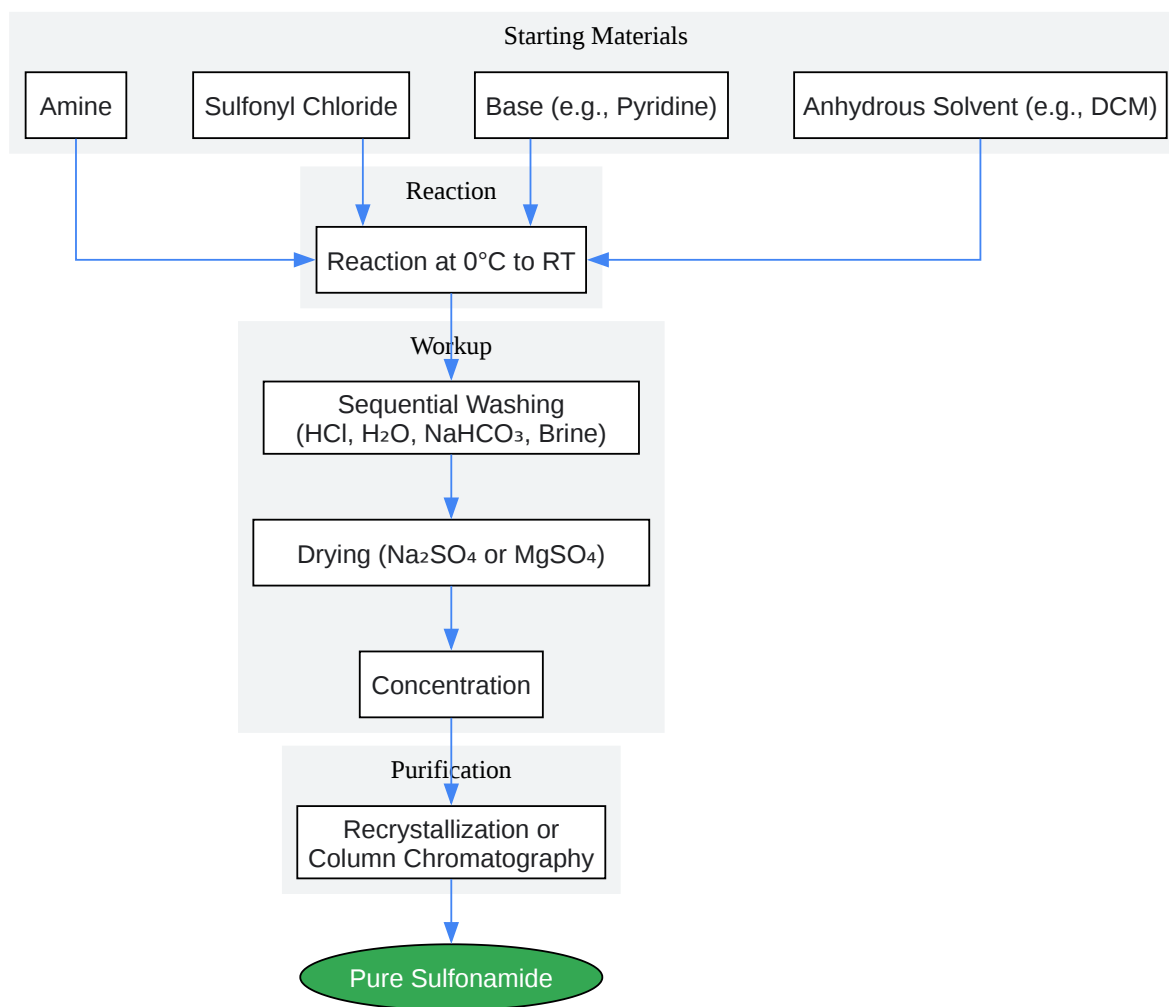 Starting Materials
Amine
Sulfonyl Chloride
Base (e.g., Pyridine)
Anhydrous Solvent (e.g., DCM)
Reaction
Reaction at 0°C to RT
Workup
Sequential Washing
(HCl, H₂O, NaHCO₃, Brine)
Drying (Na₂SO₄ or MgSO₄)
Concentration
Purification
Recrystallization or
Column Chromatography
Pure Sulfonamide